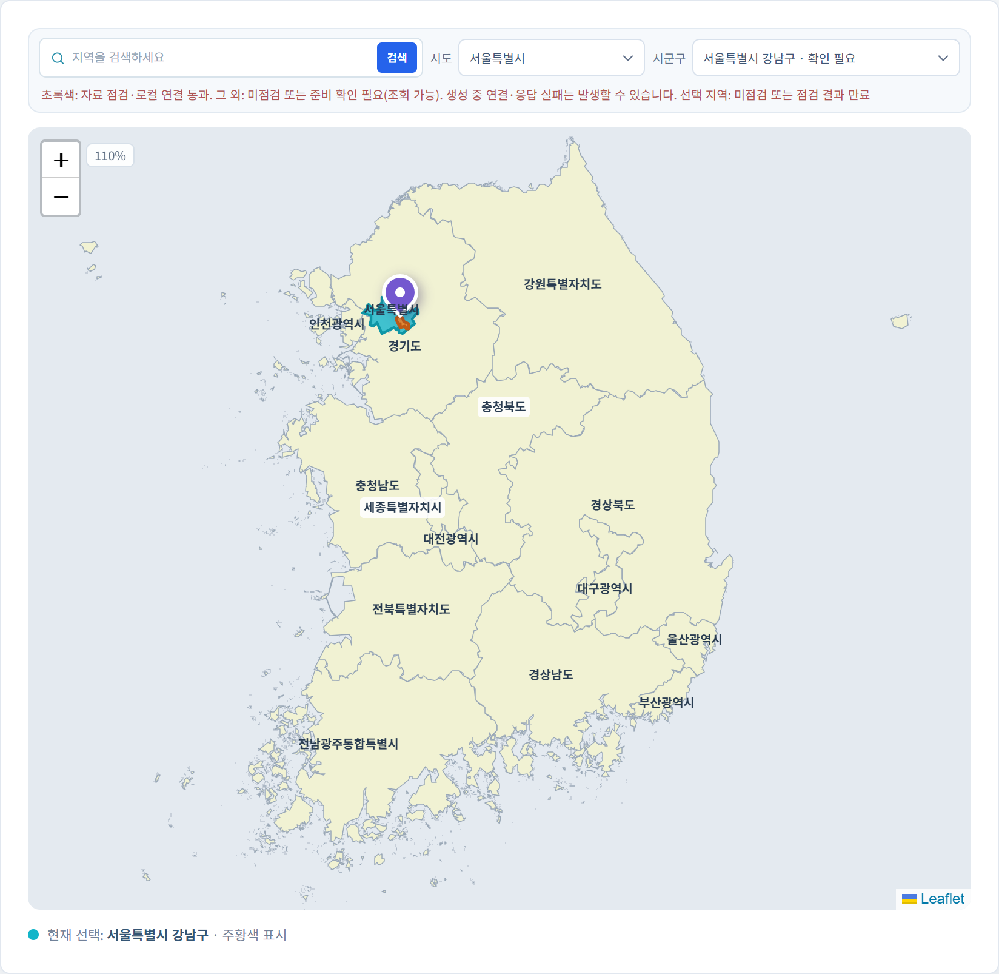 지역을 검색하세요
검색
시도
서울특별시
시군구
서울특별시 강남구 · 확인 필요
초록색: 자료 점검·로컬 연결 통과. 그 외: 미점검 또는 준비 확인 필요(조회 가능). 생성 중 연결·응답 실패는 발생할 수 있습니다. 선택 지역: 미점검 또는 점검 결과 만료
+
110%
−
강원특별자치도
서울특별시
인천광역시
경기도
충청북도
충청남도
경상북도
세종특별자치시
대전광역시
대구광역시
전북특별자치도
울산광역시
경상남도
부산광역시
전남광주통합특별시
Leaflet
현재 선택: 서울특별시 강남구 · 주황색 표시